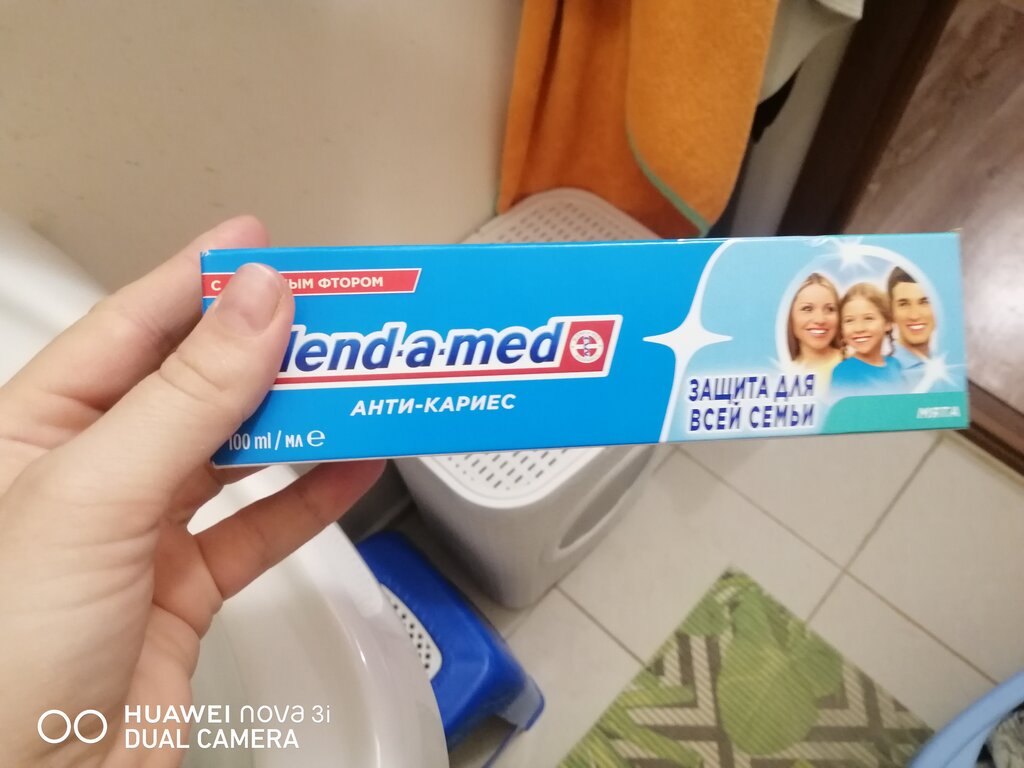 С ЫМ ФТОРОМ
lend-a-med
АНТИ-КАРИЕС
100 ml / мл e
ЗАЩИТА ДЛЯ
ВСЕЙ СЕМЬИ
МЯТА
HUAWEI nova 3i
DUAL CAMERA